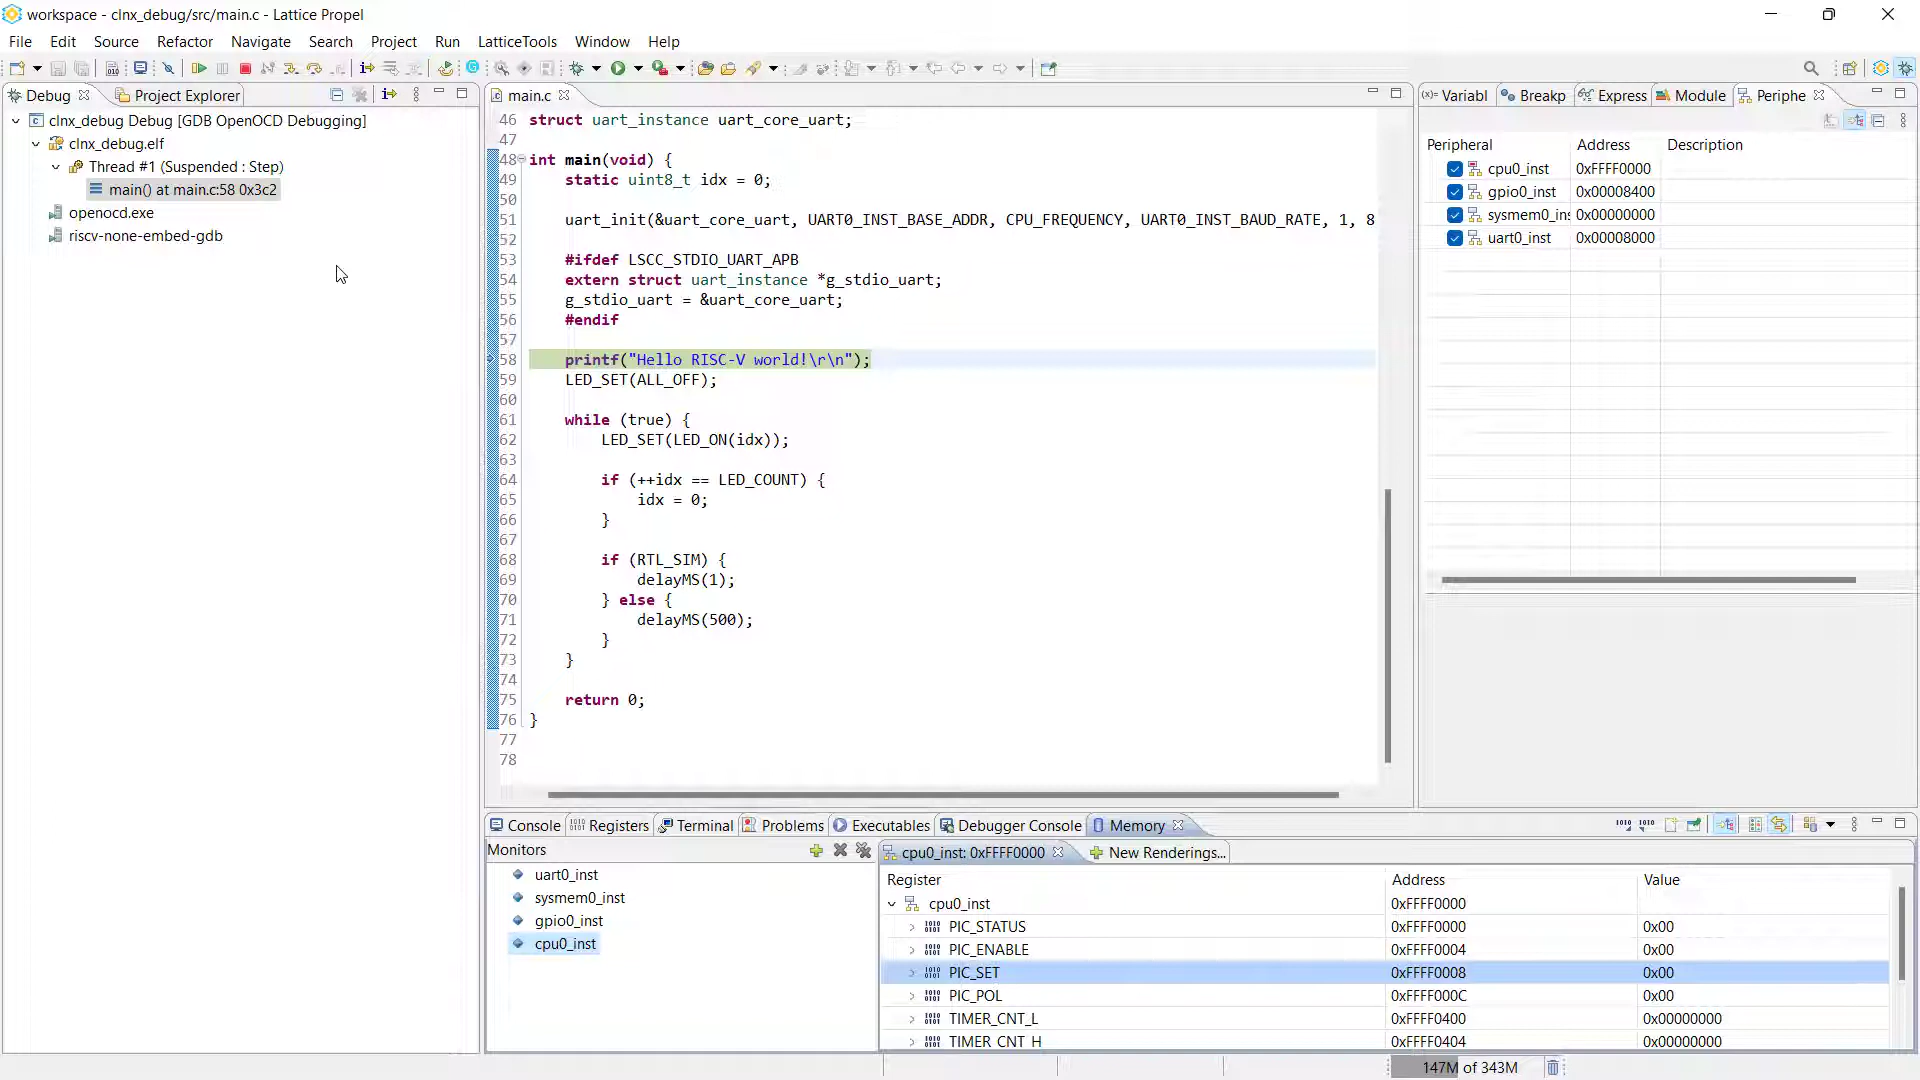 workspace - clnx_debug/src/main.c - Lattice Propel
File Edit Source Refactor Navigate Search Project Run LatticeTools Window Help
Debug
Project Explorer
clnx_debug Debug [GDB OpenOCD Debugging]
clnx_debug.elf
Thread #1 (Suspended : Step)
main() at main.c:58 0x3c2
openocd.exe
riscv-none-embed-gdb
main.c
46 struct uart_instance uart_core_uart;
47
48 int main(void) {
49 static uint8_t idx = 0;
50
51 uart_init(&uart_core_uart, UART0_INST_BASE_ADDR, CPU_FREQUENCY, UART0_INST_BAUD_RATE, 1, 8
52
53 #ifdef LSCC_STDIO_UART_APB
54 extern struct uart_instance *g_stdio_uart;
55 g_stdio_uart = &uart_core_uart;
56 #endif
57
58 printf("Hello RISC-V world!\r\n");
59 LED_SET(ALL_OFF);
60
61 while (true) {
62 LED_SET(LED_ON(idx));
63
64 if (++idx == LED_COUNT) {
65 idx = 0;
66 }
67
68 if (RTL_SIM) {
69 delayMS(1);
70 } else {
71 delayMS(500);
72 }
73 }
74
75 return 0;
76 }
77
78
(x)= Variabl Breakp Express Module Periphe
Peripheral Address Description
cpu0_inst 0xFFFF0000
gpio0_inst 0x00008400
sysmem0_ins 0x00000000
uart0_inst 0x00008000
Console Registers Terminal Problems Executables Debugger Console Memory
Monitors
uart0_inst
sysmem0_inst
gpio0_inst
cpu0_inst
cpu0_inst: 0xFFFF0000
New Renderings...
Register Address Value
cpu0_inst 0xFFFF0000
PIC_STATUS 0xFFFF0000 0x00
PIC_ENABLE 0xFFFF0004 0x00
PIC_SET 0xFFFF0008 0x00
PIC_POL 0xFFFF000C 0x00
TIMER_CNT_L 0xFFFF0400 0x00000000
TIMER_CNT_H 0xFFFF0404 0x00000000
147M of 343M